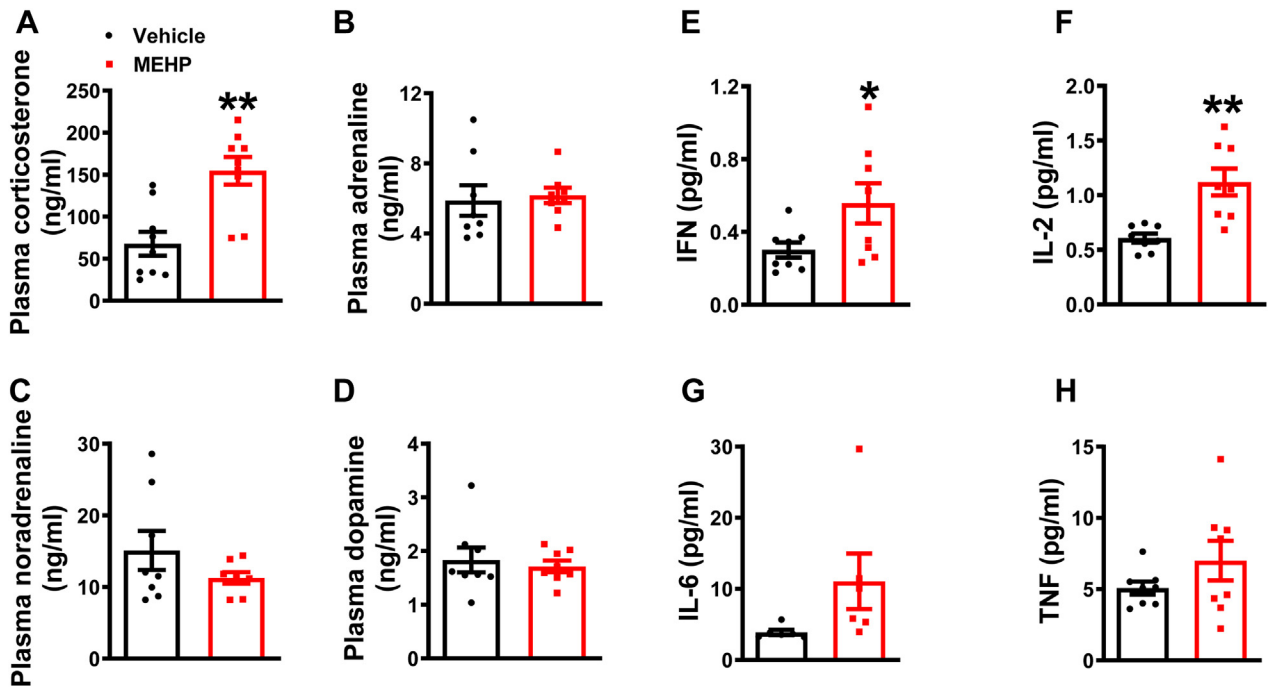 A
Vehicle
MEHP
Plasma corticosterone
(ng/ml)
250
200
150
100
50
0
**
B
Plasma adrenaline
(ng/ml)
12
8
4
0
E
IFN (pg/ml)
1.2
0.8
0.4
0.0
*
F
IL-2 (pg/ml)
2.0
1.5
1.0
0.5
0.0
**
C
Plasma noradrenaline
(ng/ml)
30
20
10
0
D
Plasma dopamine
(ng/ml)
4
3
2
1
0
G
IL-6 (pg/ml)
30
20
10
0
H
TNF (pg/ml)
15
10
5
0